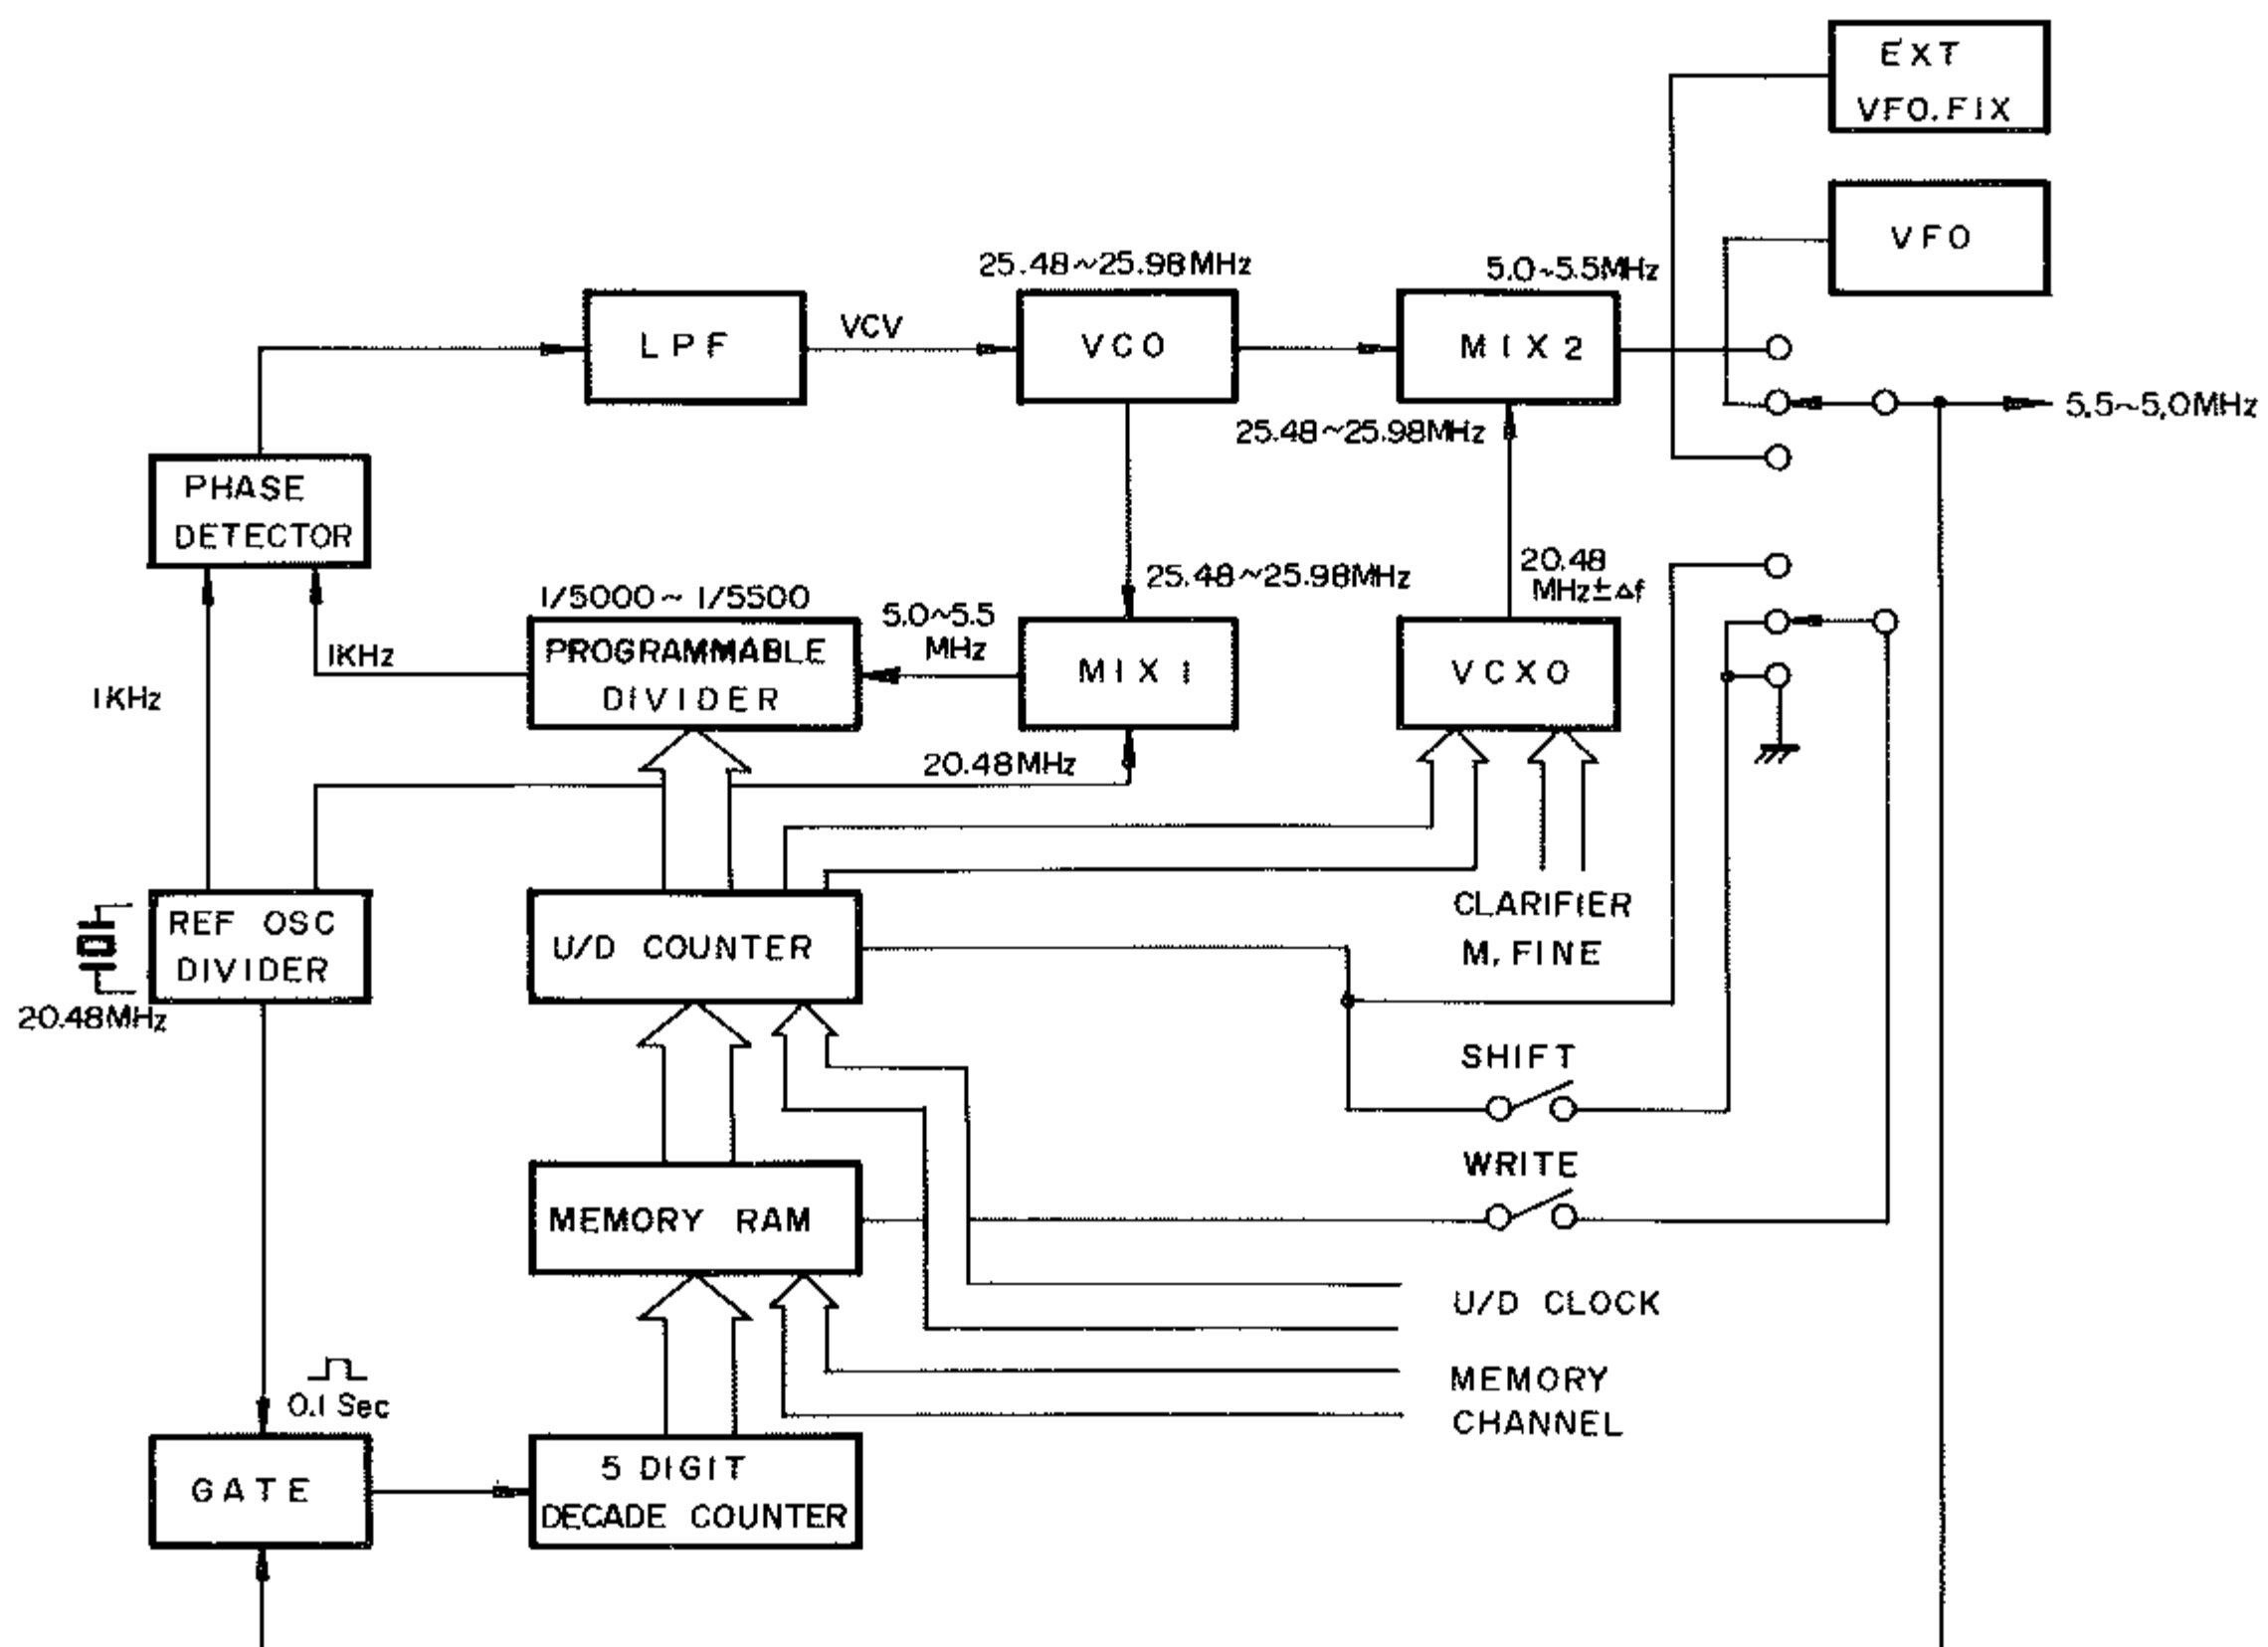 EXT
VFO.FIX
VFO
25.48~25.98MHz
5.0~5.5MHz
LPF
VCV
VCO
MIX2
5.5~5.0MHz
25.48~25.98MHz
PHASE
DETECTOR
20.48
MHz±Δf
25.48~25.98MHz
1/5000~ 1/5500
5.0~5.5
MHz
1KHz
PROGRAMMABLE
DIVIDER
MIX 1
VCXO
1KHz
20.48MHz
CLARIFIER
M. FINE
REF OSC
DIVIDER
U/D COUNTER
20.48MHz
SHIFT
WRITE
MEMORY RAM
U/D CLOCK
MEMORY
CHANNEL
0.1 Sec
GATE
5 DIGIT
DECADE COUNTER